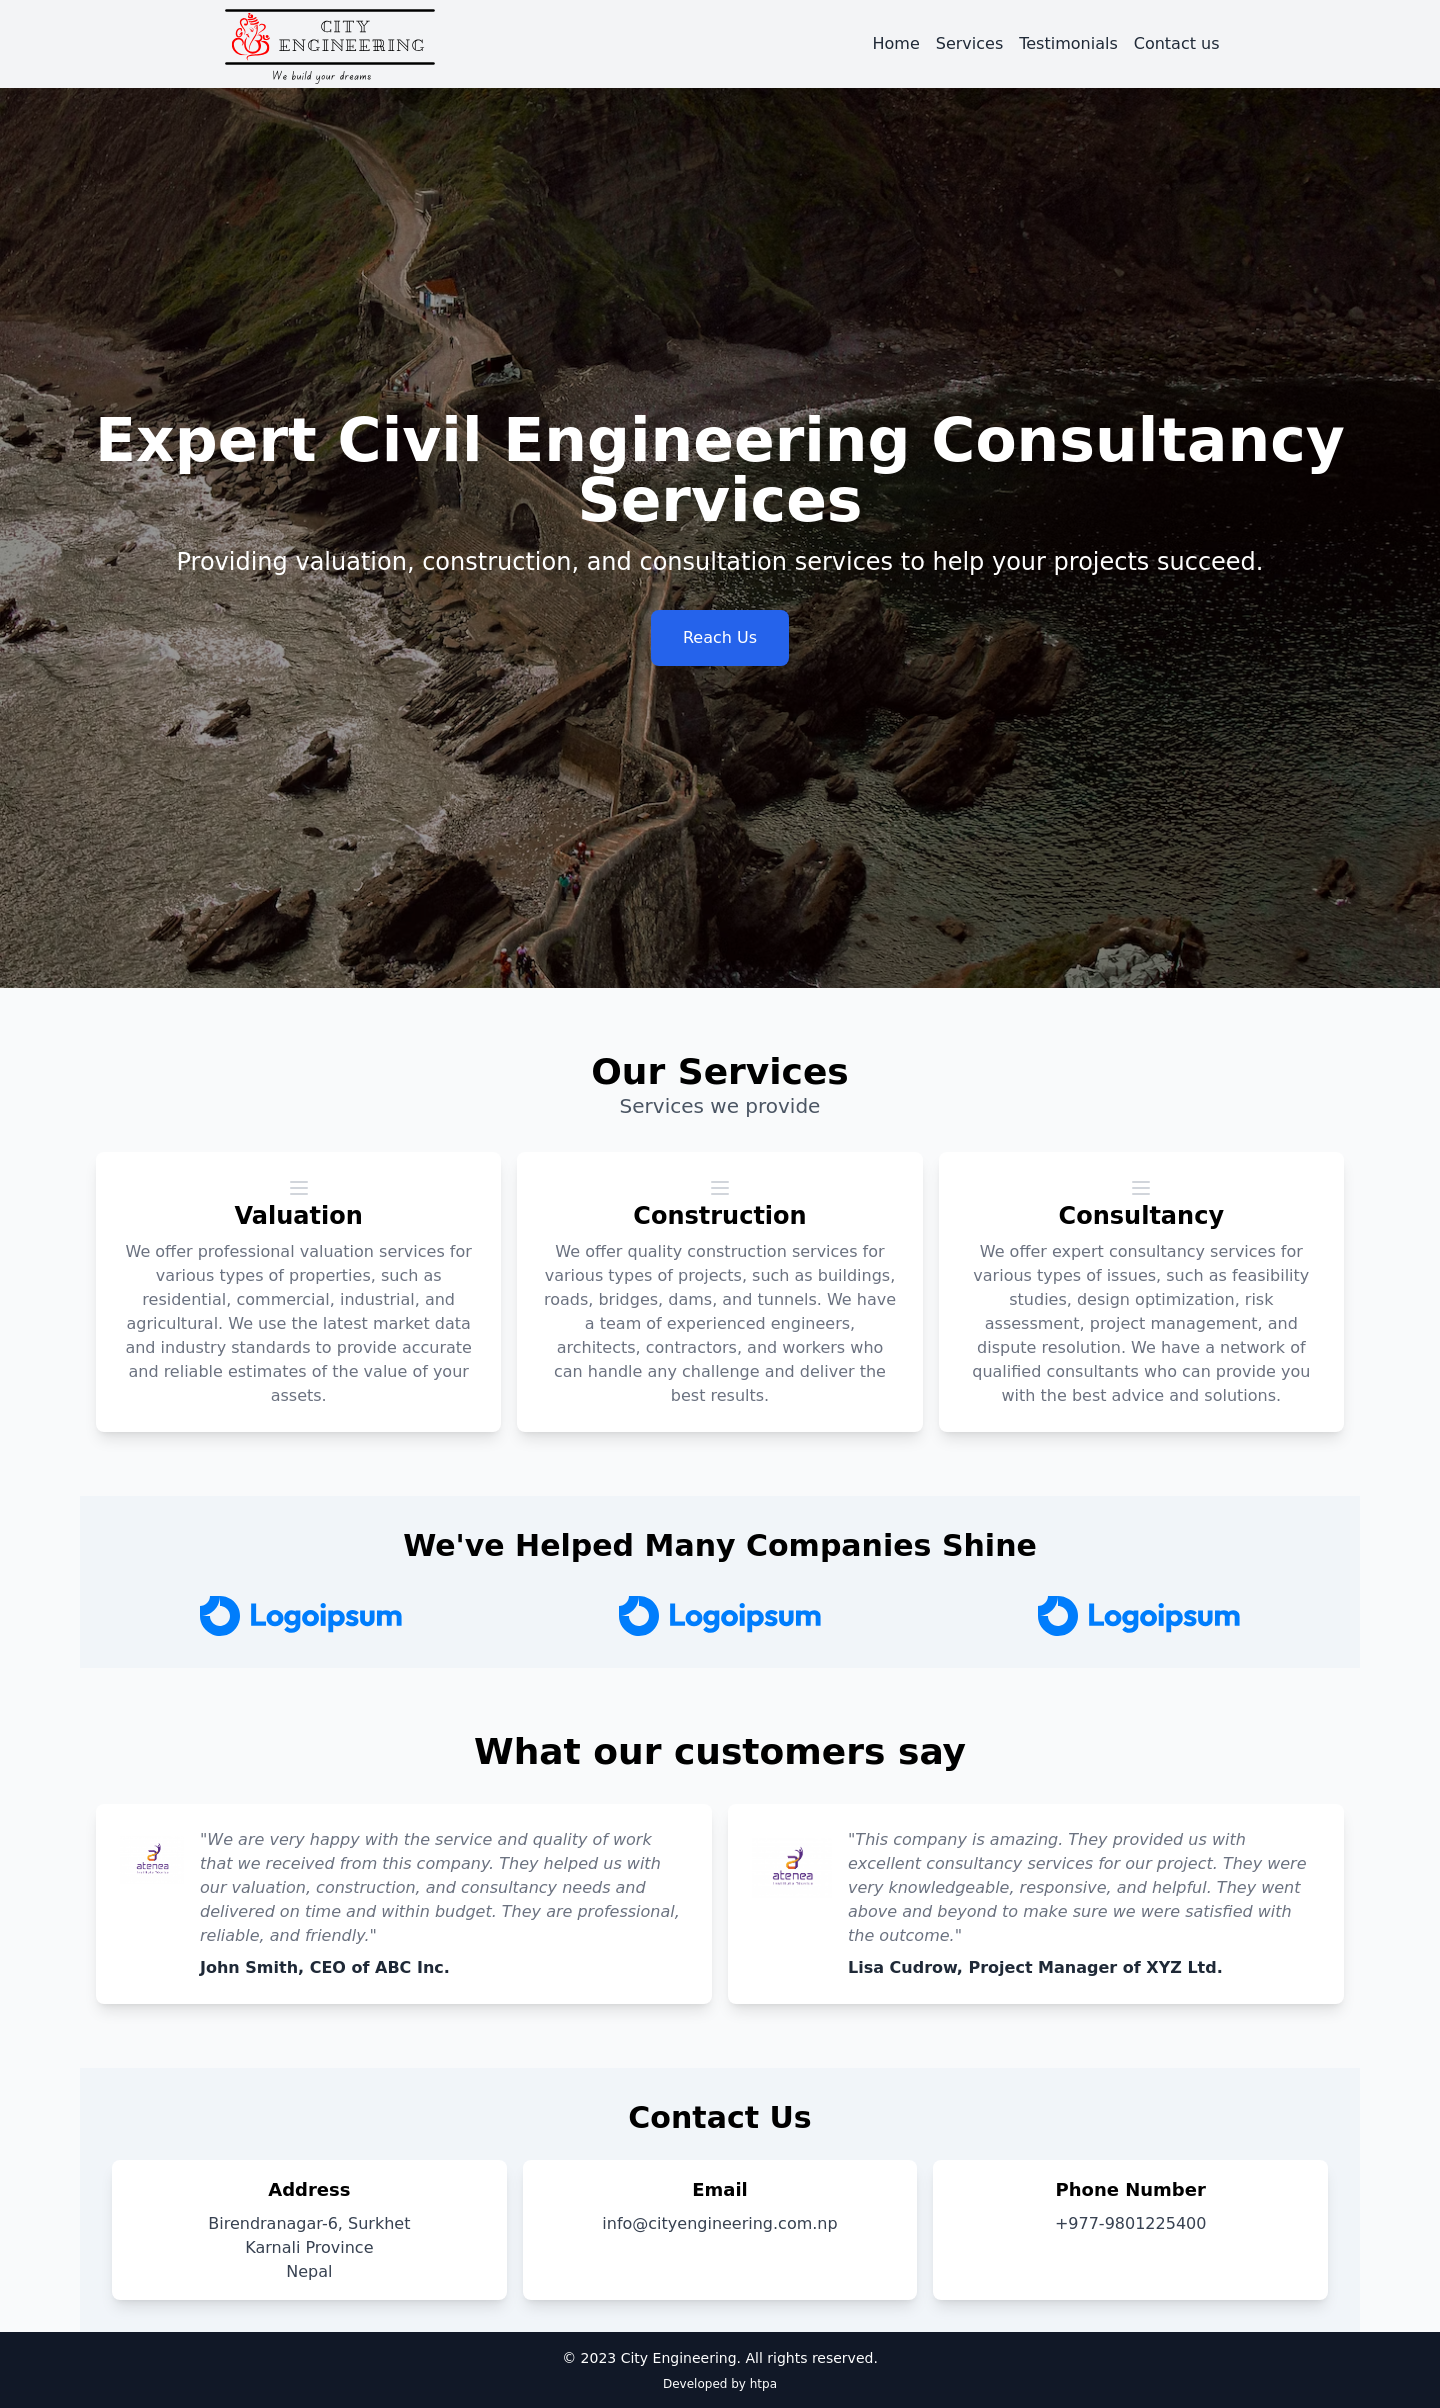 CITY
ENGINEERING
We build your dreams
Home Services Testimonials Contact us
Expert Civil Engineering Consultancy
Services
Providing valuation, construction, and consultation services to help your projects succeed.
Reach Us
Our Services
Services we provide
Valuation
We offer professional valuation services for
various types of properties, such as
residential, commercial, industrial, and
agricultural. We use the latest market data
and industry standards to provide accurate
and reliable estimates of the value of your
assets.
Construction
We offer quality construction services for
various types of projects, such as buildings,
roads, bridges, dams, and tunnels. We have
a team of experienced engineers,
architects, contractors, and workers who
can handle any challenge and deliver the
best results.
Consultancy
We offer expert consultancy services for
various types of issues, such as feasibility
studies, design optimization, risk
assessment, project management, and
dispute resolution. We have a network of
qualified consultants who can provide you
with the best advice and solutions.
We've Helped Many Companies Shine
Logoipsum
Logoipsum
Logoipsum
What our customers say
atenea
"We are very happy with the service and quality of work
that we received from this company. They helped us with
our valuation, construction, and consultancy needs and
delivered on time and within budget. They are professional,
reliable, and friendly."
John Smith, CEO of ABC Inc.
atenea
"This company is amazing. They provided us with
excellent consultancy services for our project. They were
very knowledgeable, responsive, and helpful. They went
above and beyond to make sure we were satisfied with
the outcome."
Lisa Cudrow, Project Manager of XYZ Ltd.
Contact Us
Address
Birendranagar-6, Surkhet
Karnali Province
Nepal
Email
info@cityengineering.com.np
Phone Number
+977-9801225400
© 2023 City Engineering. All rights reserved.
Developed by htpa